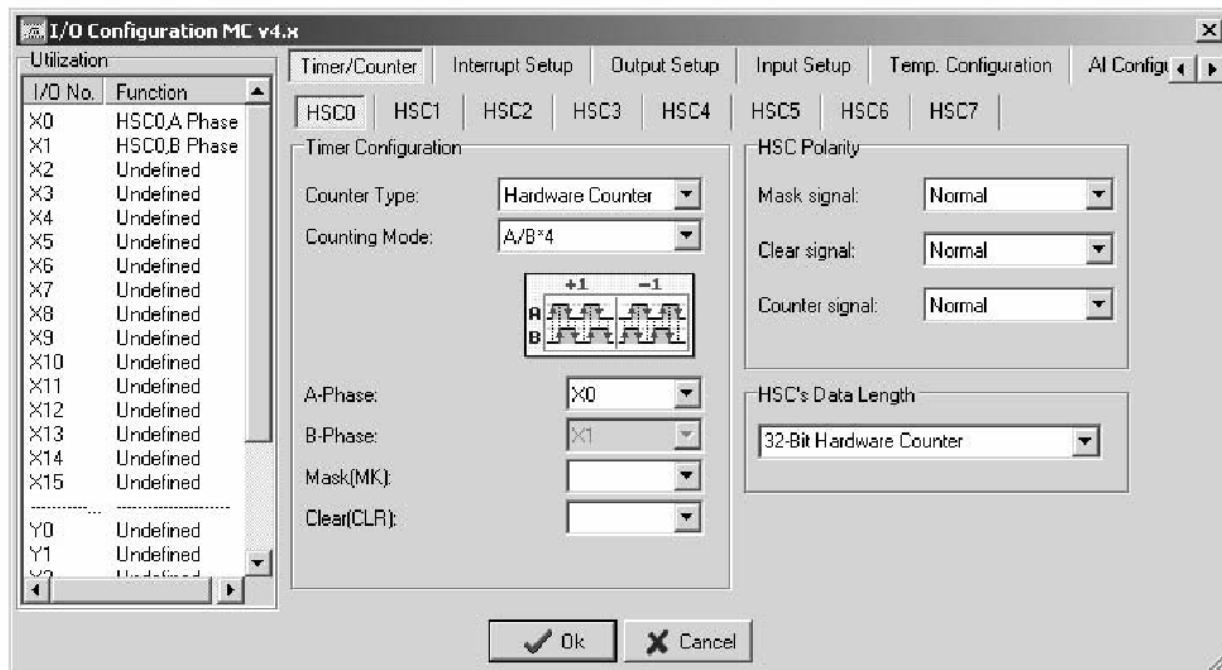 I/O Configuration MC v4.x
Utilization
I/O No. Function
X0 HSC0,A Phase
X1 HSC0,B Phase
X2 Undefined
X3 Undefined
X4 Undefined
X5 Undefined
X6 Undefined
X7 Undefined
X8 Undefined
X9 Undefined
X10 Undefined
X11 Undefined
X12 Undefined
X13 Undefined
X14 Undefined
X15 Undefined
Y0 Undefined
Y1 Undefined
Y2 Undefined
Timer/Counter Interrupt Setup Output Setup Input Setup Temp. Configuration AI Configu
HSC0 HSC1 HSC2 HSC3 HSC4 HSC5 HSC6 HSC7
Timer Configuration
Counter Type: Hardware Counter
Counting Mode: A/B*4
+1 -1
A
B
A-Phase: X0
B-Phase: X1
Mask(MK):
Clear(CLR):
HSC Polarity
Mask signal: Normal
Clear signal: Normal
Counter signal: Normal
HSC's Data Length
32-Bit Hardware Counter
Ok Cancel